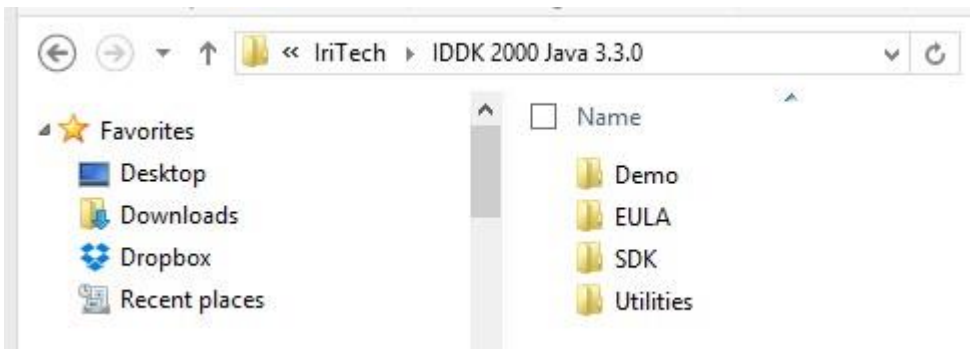 « IriTech ▸ IDDK 2000 Java 3.3.0
Favorites
Desktop
Downloads
Dropbox
Recent places
Name
Demo
EULA
SDK
Utilities